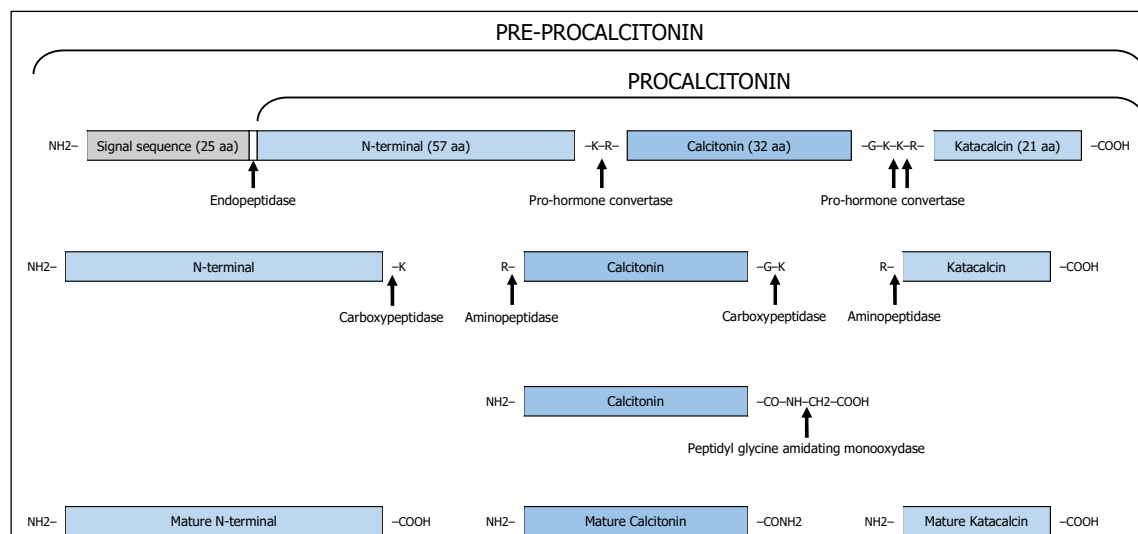 PRE-PROCALCITONIN
PROCALCITONIN
NH2– Signal sequence (25 aa) N-terminal (57 aa) –K–R– Calcitonin (32 aa) –G–K–K–R– Katacalcin (21 aa) –COOH
Endopeptidase Pro-hormone convertase Pro-hormone convertase
NH2– N-terminal –K R– Calcitonin –G–K R– Katacalcin –COOH
Carboxypeptidase Aminopeptidase Carboxypeptidase Aminopeptidase
NH2– Calcitonin –CO–NH–CH2–COOH
Peptidyl glycine amidating monooxydase
NH2– Mature N-terminal –COOH NH2– Mature Calcitonin –CONH2 NH2– Mature Katacalcin –COOH